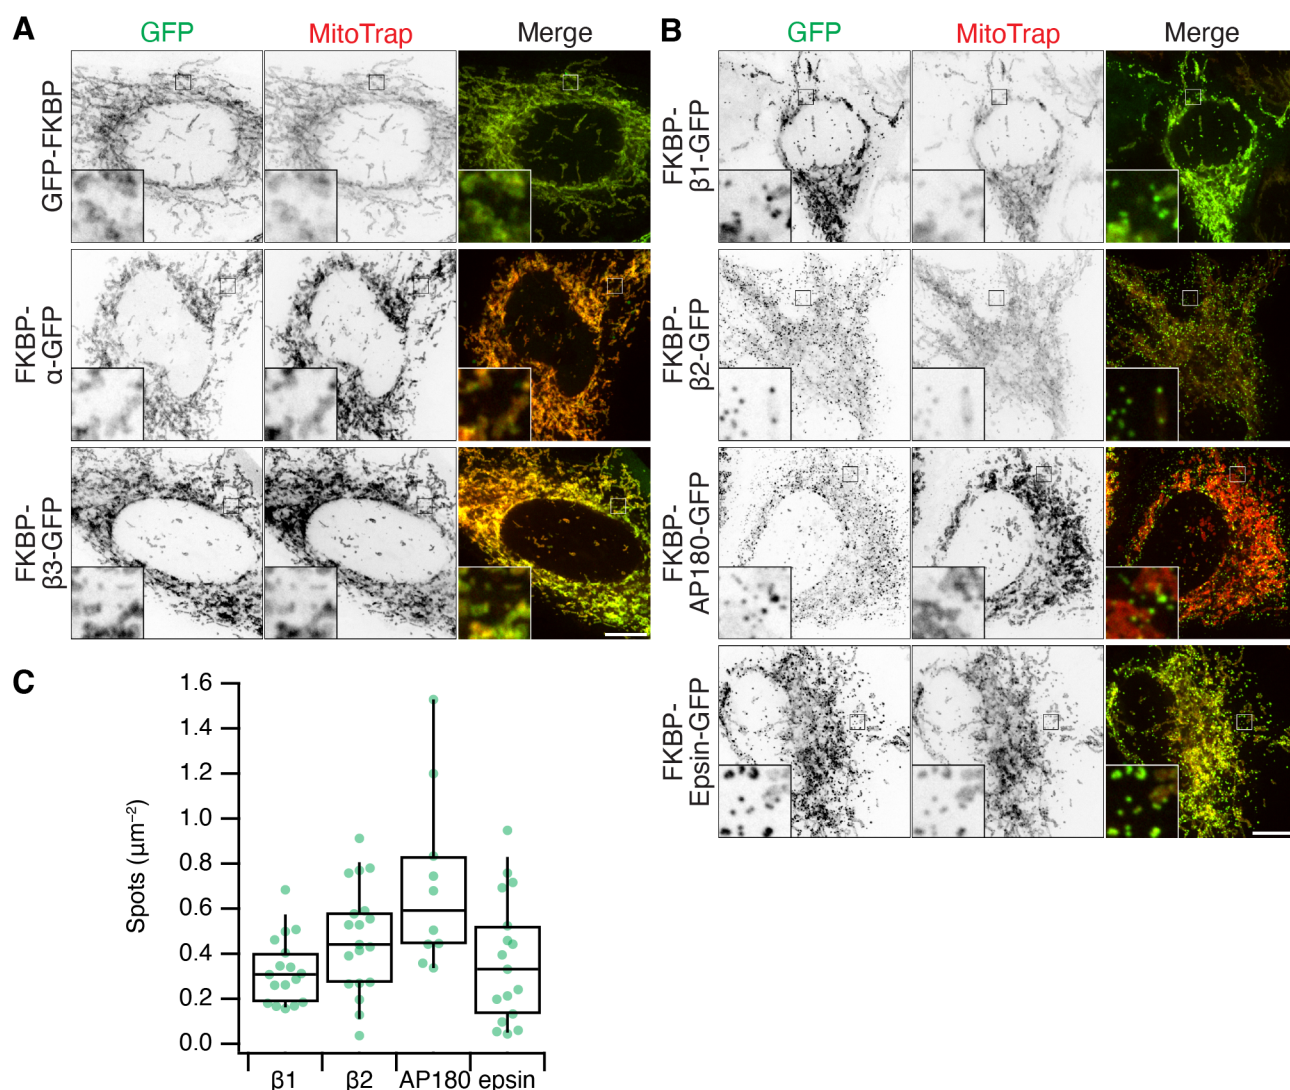 A
GFP
MitoTrap
Merge
GFP-FKBP
FKBP-
α-GFP
FKBP-
β3-GFP
B
GFP
MitoTrap
Merge
FKBP-
β1-GFP
FKBP-
β2-GFP
FKBP-
AP180-GFP
FKBP-
Epsin-GFP
C
Spots (μm⁻²)
1.6
1.4
1.2
1.0
0.8
0.6
0.4
0.2
0.0
β1
β2
AP180
epsin